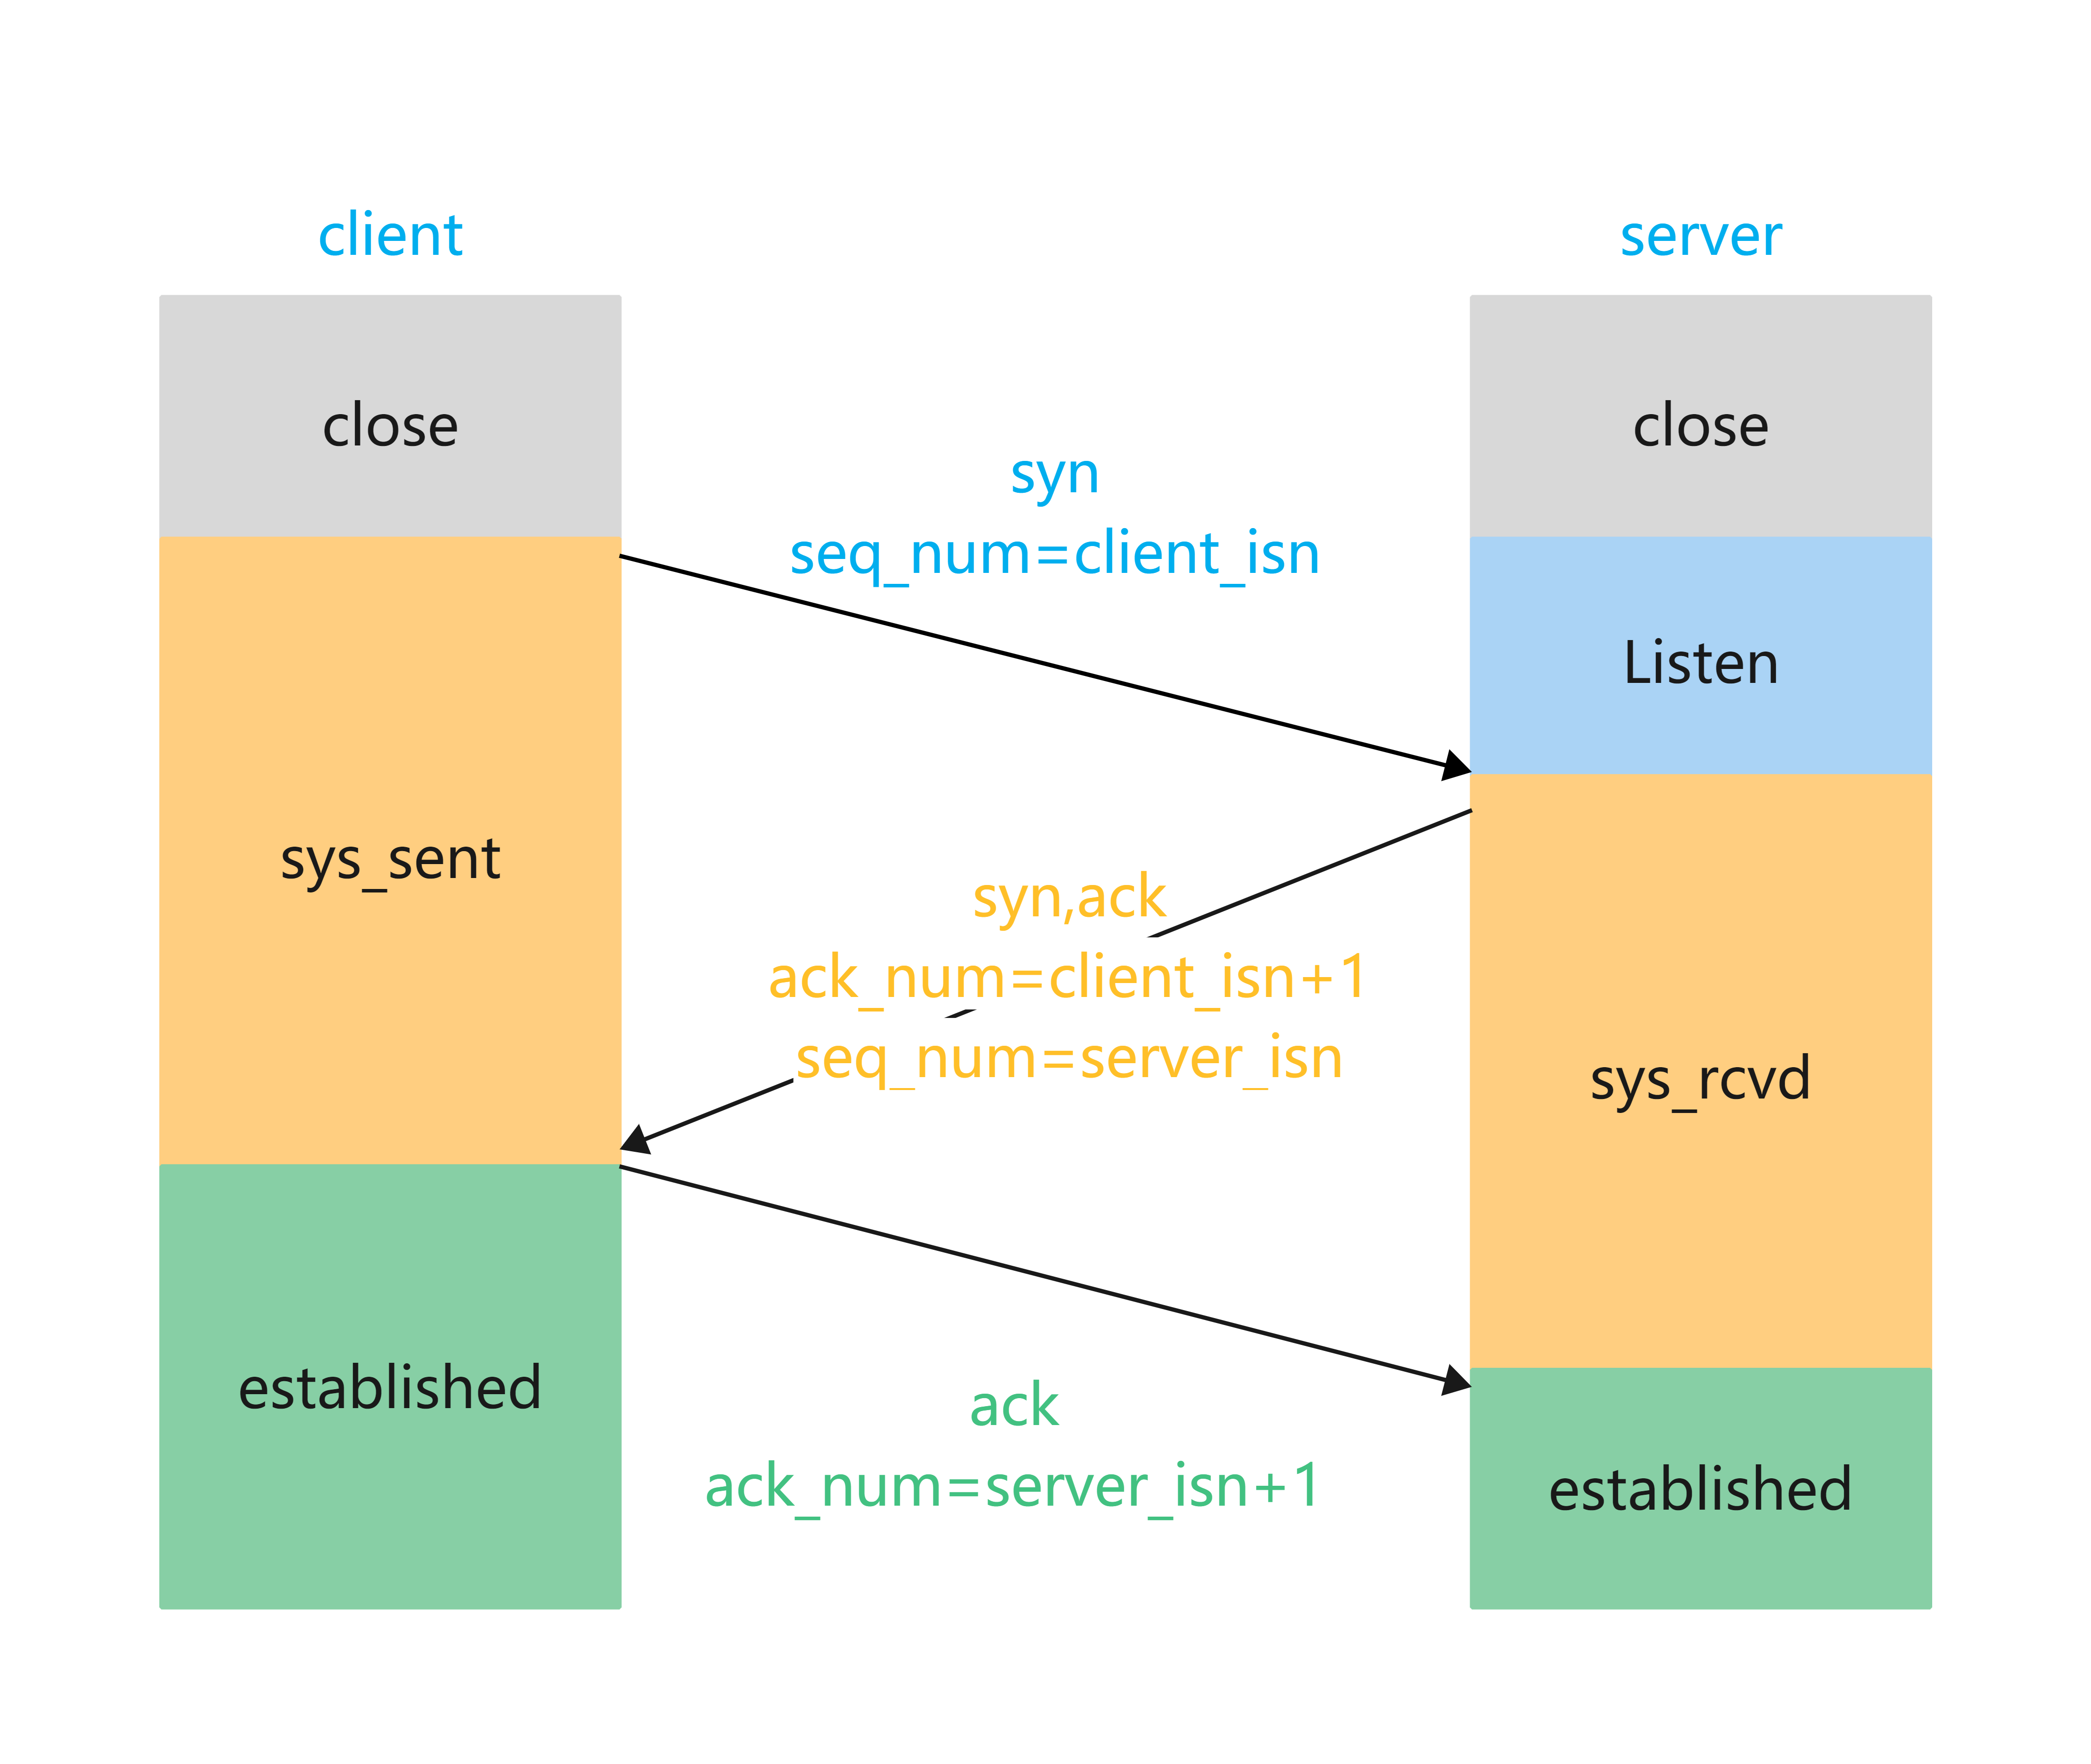 client
server
close
close
syn
seq_num=client_isn
Listen
sys_sent
syn,ack
ack_num=client_isn+1
seq_num=server_isn
sys_rcvd
established
ack
ack_num=server_isn+1
established